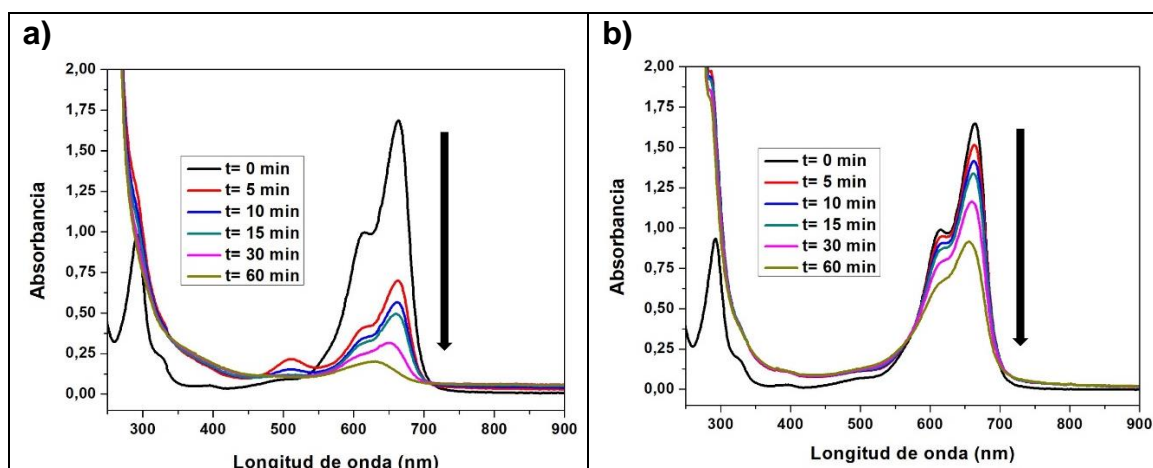 a)
Absorbancia
2,00
1,75
1,50
1,25
1,00
0,75
0,50
0,25
0,00
t= 0 min
t= 5 min
t= 10 min
t= 15 min
t= 30 min
t= 60 min
300 400 500 600 700 800 900
Longitud de onda (nm)
b)
Absorbancia
2,00
1,75
1,50
1,25
1,00
0,75
0,50
0,25
0,00
t= 0 min
t= 5 min
t= 10 min
t= 15 min
t= 30 min
t= 60 min
300 400 500 600 700 800 900
Longitud de onda (nm)